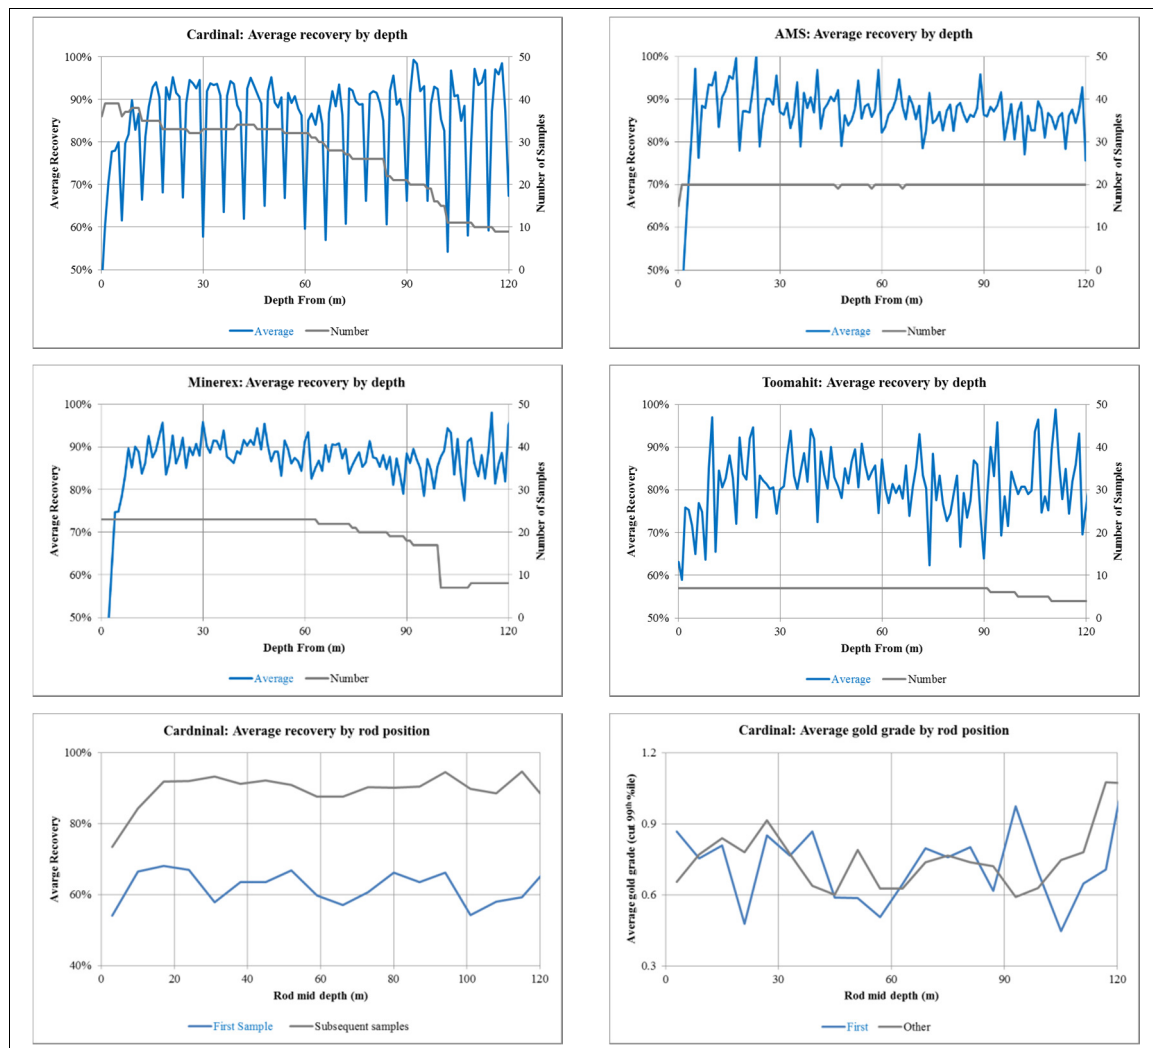 Cardinal: Average recovery by depth
100%
90%
80%
70%
60%
50%
50
40
30
20
10
0
Average Recovery
Number of Samples
0 30 60 90 120
Depth From (m)
Average Number
AMS: Average recovery by depth
100%
90%
80%
70%
60%
50%
50
40
30
20
10
0
Average Recovery
Number of Samples
0 30 60 90 120
Depth From (m)
Average Number
Minerex: Average recovery by depth
100%
90%
80%
70%
60%
50%
50
40
30
20
10
0
Average Recovery
Number of Samples
0 30 60 90 120
Depth From (m)
Average Number
Toomahit: Average recovery by depth
100%
90%
80%
70%
60%
50%
50
40
30
20
10
0
Average Recovery
Number of Samples
0 30 60 90 120
Depth From (m)
Average Number
Cardninal: Average recovery by rod position
100%
80%
60%
40%
Avarge Recovery
0 20 40 60 80 100 120
Rod mid depth (m)
First Sample Subsequent samples
Cardinal: Average gold grade by rod position
1.2
0.9
0.6
0.3
Average gold grade (cut 99th %ile)
0 30 60 90 120
Rod mid depth (m)
First Other